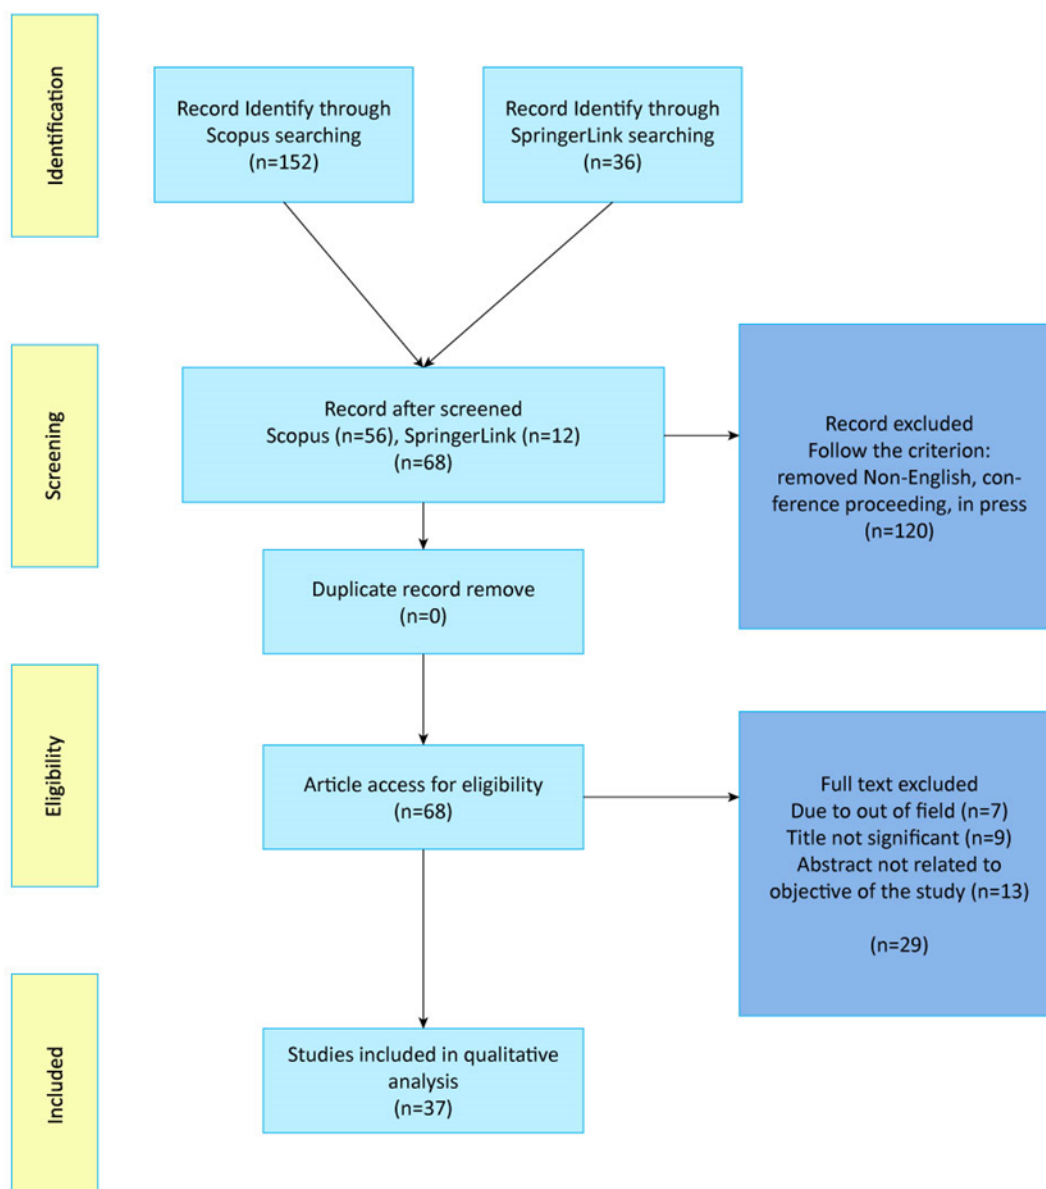 Identification
Record Identify through
Scopus searching
(n=152)
Record Identify through
SpringerLink searching
(n=36)
Screening
Record after screened
Scopus (n=56), SpringerLink (n=12)
(n=68)
Record excluded
Follow the criterion:
removed Non-English, con-
ference proceeding, in press
(n=120)
Duplicate record remove
(n=0)
Eligibility
Article access for eligibility
(n=68)
Full text excluded
Due to out of field (n=7)
Title not significant (n=9)
Abstract not related to
objective of the study (n=13)
(n=29)
Included
Studies included in qualitative
analysis
(n=37)